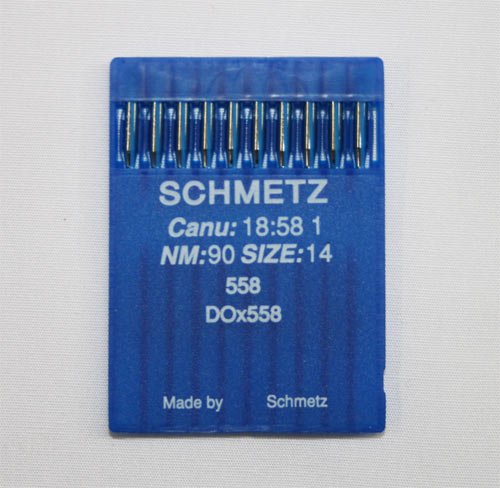 SCHMETZ
Canu: 18:58 1
NM:90 SIZE:14
558
DOx558
Made by Schmetz